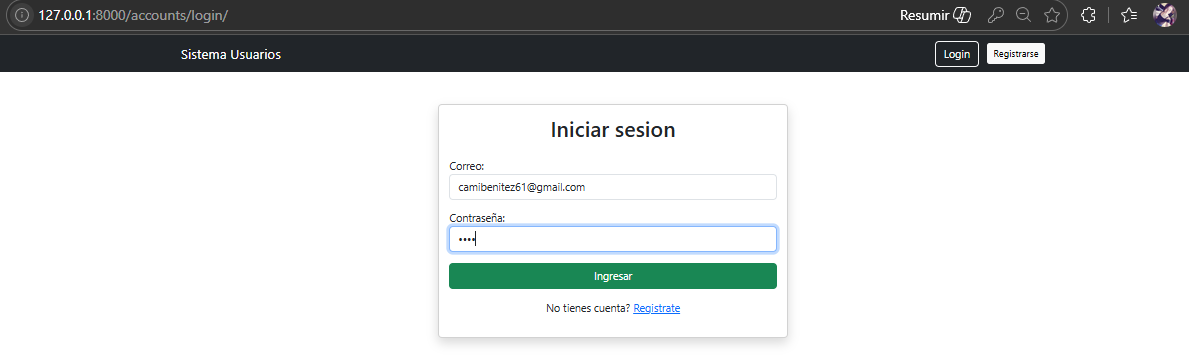 127.0.0.1:8000/accounts/login/ Resumir
Sistema Usuarios Login Registrarse
Iniciar sesion
Correo:
camibenitez61@gmail.com
Contraseña:
••••
Ingresar
No tienes cuenta? Registrate